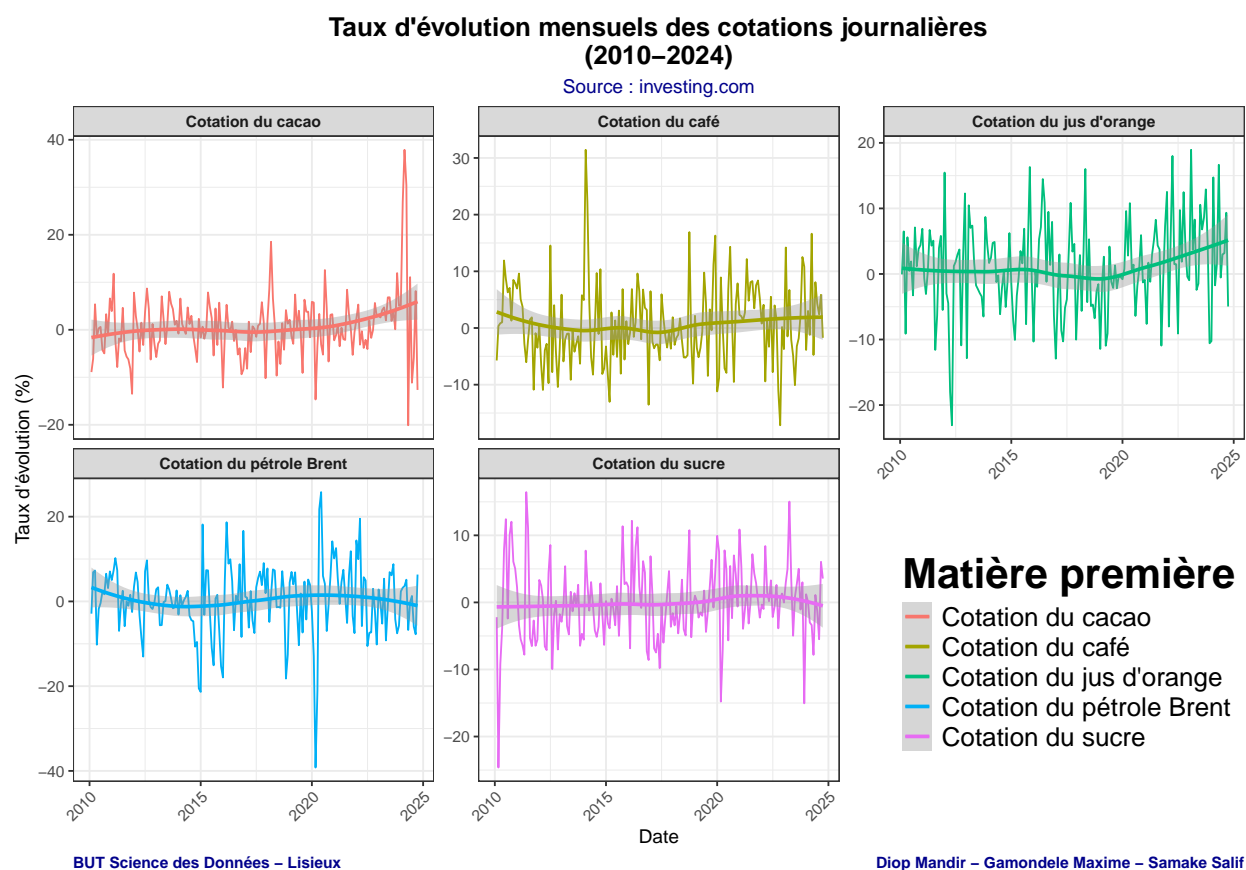 Taux d'évolution mensuels des cotations journalières
(2010−2024)
Source : investing.com
Cotation du cacao
Cotation du café
Cotation du jus d'orange
40
20
0
−20
30
20
10
0
−10
20
10
0
−10
−20
2010
2015
2020
2025
Taux d'évolution (%)
Cotation du pétrole Brent
Cotation du sucre
20
0
−20
−40
10
0
−10
−20
2010
2015
2020
2025
2010
2015
2020
2025
Date
Matière première
Cotation du cacao
Cotation du café
Cotation du jus d'orange
Cotation du pétrole Brent
Cotation du sucre
BUT Science des Données − Lisieux
Diop Mandir − Gamondele Maxime − Samake Salif